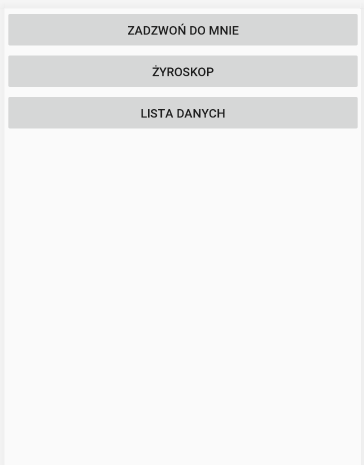 ZADZWOŃ DO MNIE
ŻYROSKOP
LISTA DANYCH